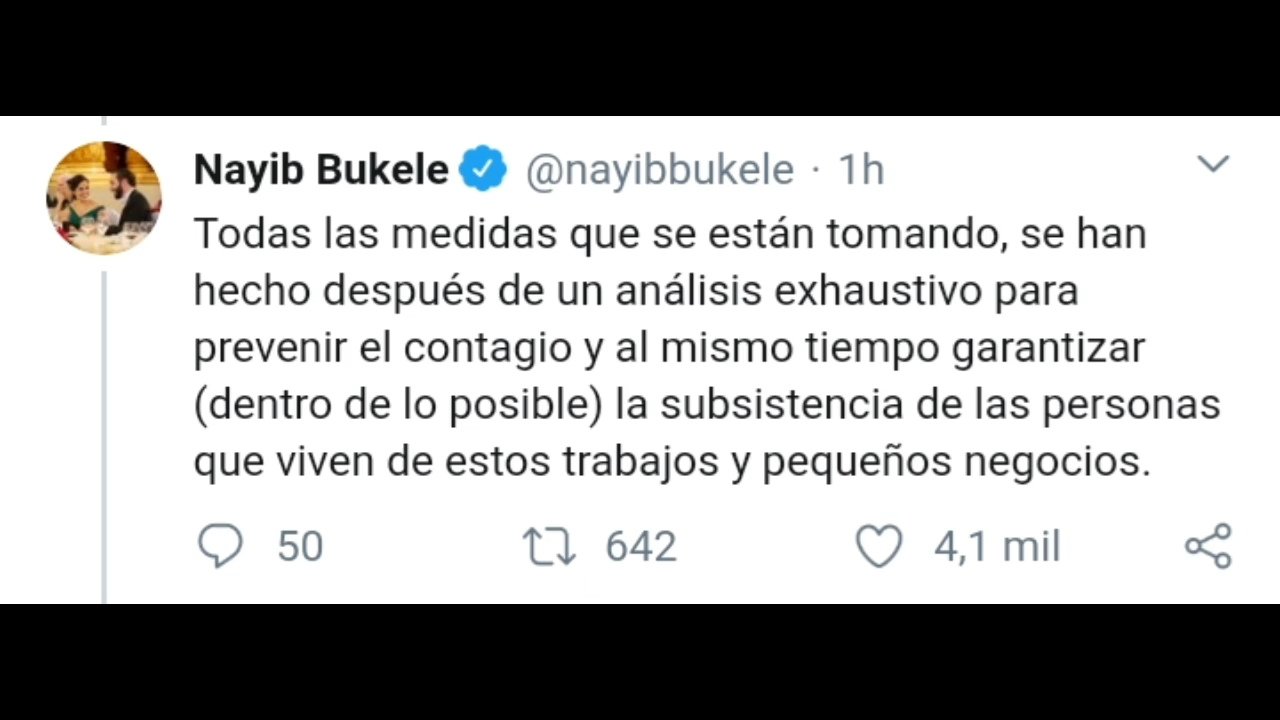 Nayib Bukele @nayibbukele · 1h
Todas las medidas que se están tomando, se han
hecho después de un análisis exhaustivo para
prevenir el contagio y al mismo tiempo garantizar
(dentro de lo posible) la subsistencia de las personas
que viven de estos trabajos y pequeños negocios.
50 642 4,1 mil